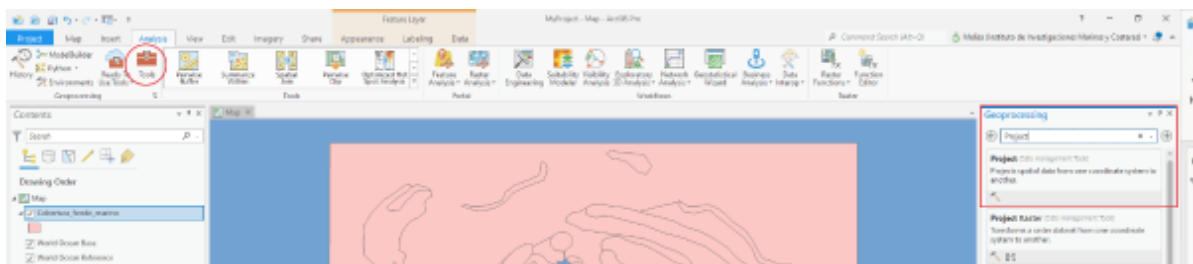 Feature Layer MyProject - Map - ArcGIS Pro
Project Map Insert Analysis View Edit Imagery Share Appearance Labeling Data Command Search (Alt+Q)
ModelBuilder
Python
History Environments Ready To Use Tools Tools Pairwise Buffer Summarize Within Spatial Join Pairwise Clip Optimized Hot Spot Analysis Feature Analysis Raster Analysis Data Engineering Suitability Modeler Visibility Analysis Exploratory 3D Analysis Network Analysis Geostatistical Wizard Business Analysis Data Interop Raster Functions Function Editor
Geoprocessing Tools Portal Workflows Raster
Contents Map Geoprocessing
Search Project
Project (Data Management Tools)
Projects spatial data from one coordinate system to
another.
Drawing Order
Map
Cobertura_fondo_marino
World Ocean Base
World Ocean Reference
Project Raster (Data Management Tools)
Transforms a raster dataset from one coordinate
system to another.